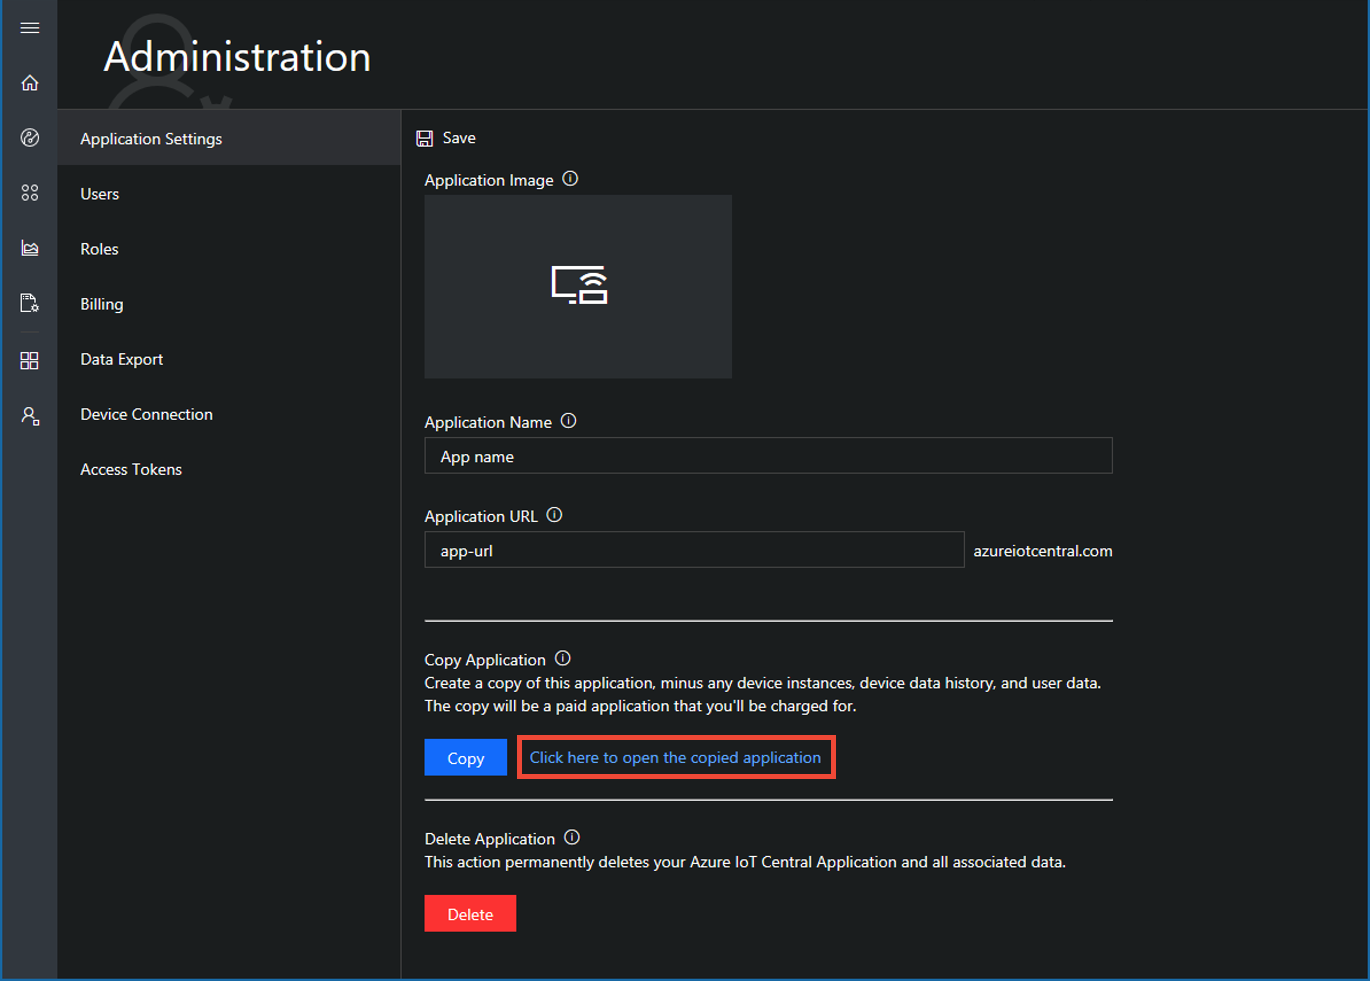 Administration
Application Settings
Users
Roles
Billing
Data Export
Device Connection
Access Tokens
Save
Application Image
Application Name
App name
Application URL
app-url
azureiotcentral.com
Copy Application
Create a copy of this application, minus any device instances, device data history, and user data.
The copy will be a paid application that you'll be charged for.
Copy
Click here to open the copied application
Delete Application
This action permanently deletes your Azure IoT Central Application and all associated data.
Delete